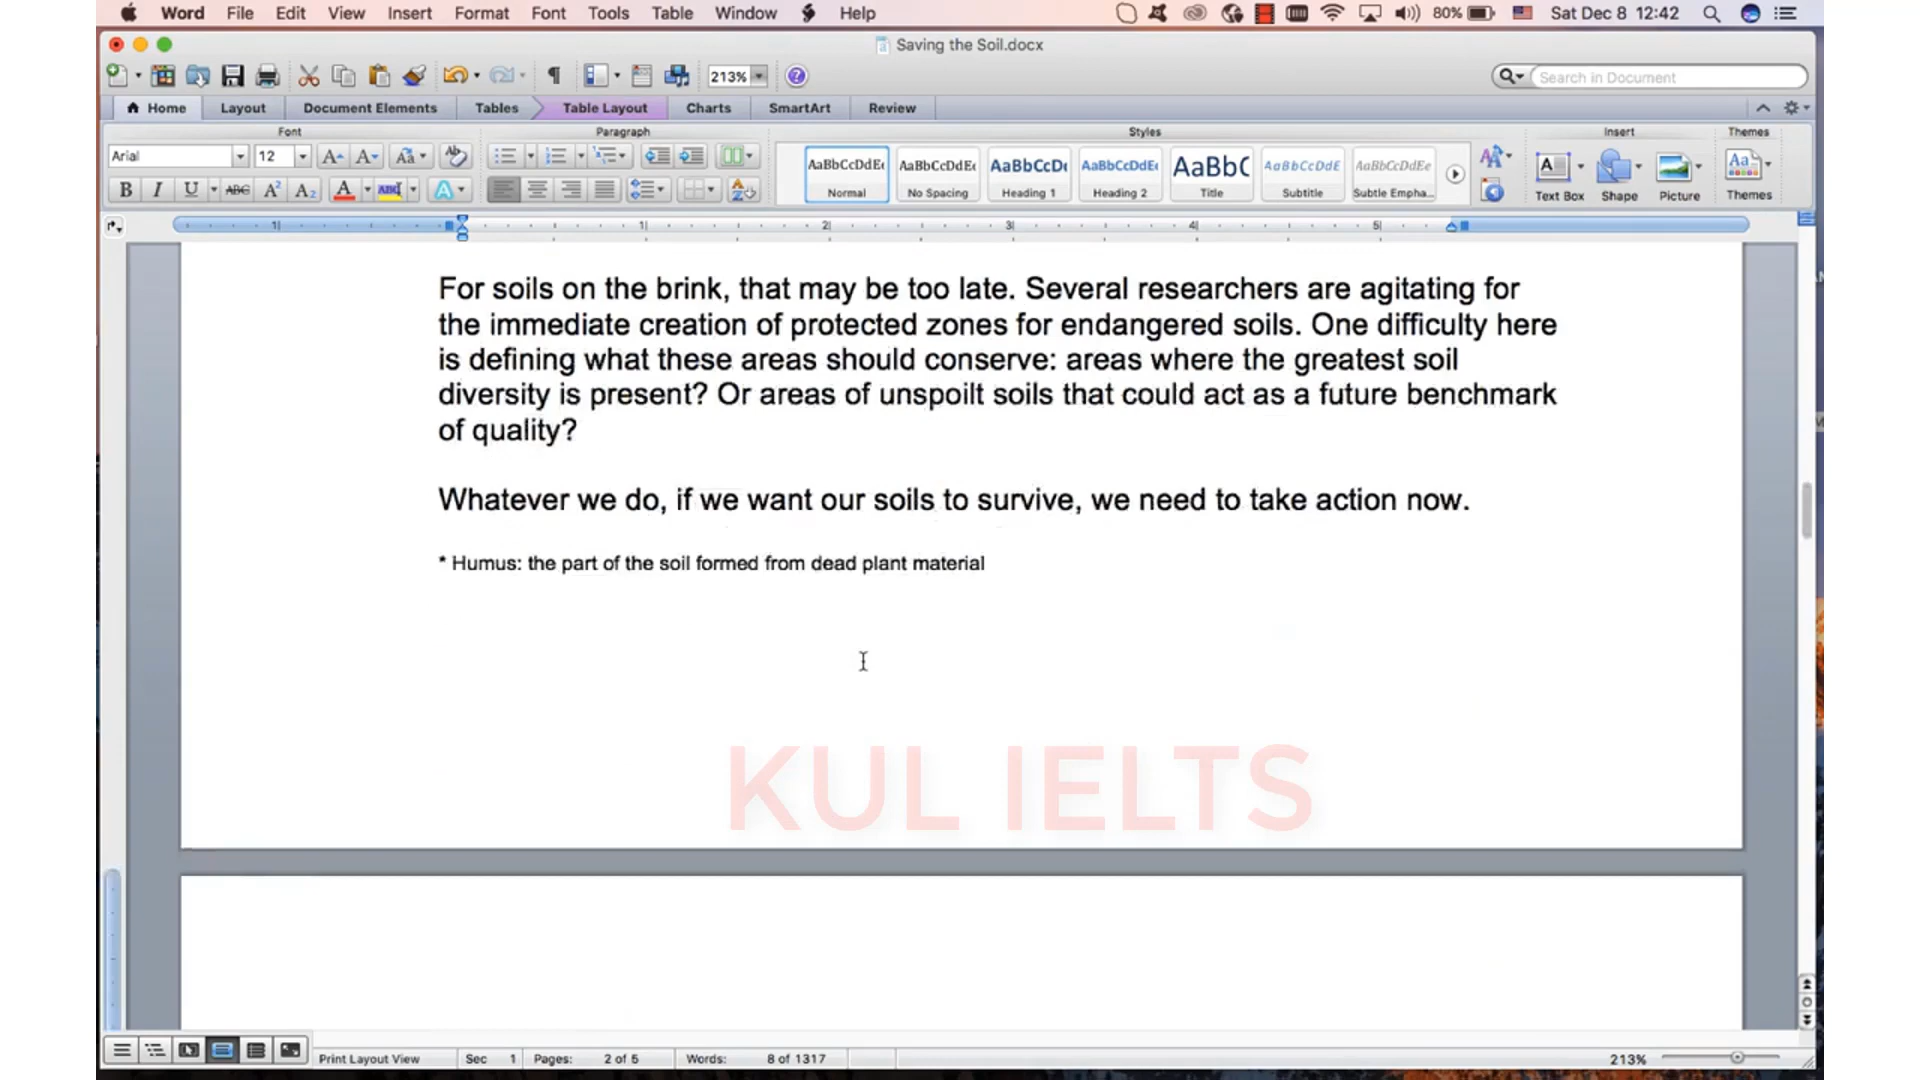 Word File Edit View Insert Format Font Tools Table Window Help 80% Sat Dec 8 12:42
Saving the Soil.docx
213% Search in Document
Home Layout Document Elements Tables Table Layout Charts SmartArt Review
Font Paragraph Styles Insert Themes
Arial 12
AaBbCcDdEe AaBbCcDdEe AaBbCcDd AaBbCcDdEe AaBbC AaBbCcDdE AaBbCcDdEe
Normal No Spacing Heading 1 Heading 2 Title Subtitle Subtle Empha... Text Box Shape Picture Themes
For soils on the brink, that may be too late. Several researchers are agitating for
the immediate creation of protected zones for endangered soils. One difficulty here
is defining what these areas should conserve: areas where the greatest soil
diversity is present? Or areas of unspoilt soils that could act as a future benchmark
of quality?
Whatever we do, if we want our soils to survive, we need to take action now.
* Humus: the part of the soil formed from dead plant material
KUL IELTS
Print Layout View Sec 1 Pages: 2 of 5 Words: 8 of 1317 213%